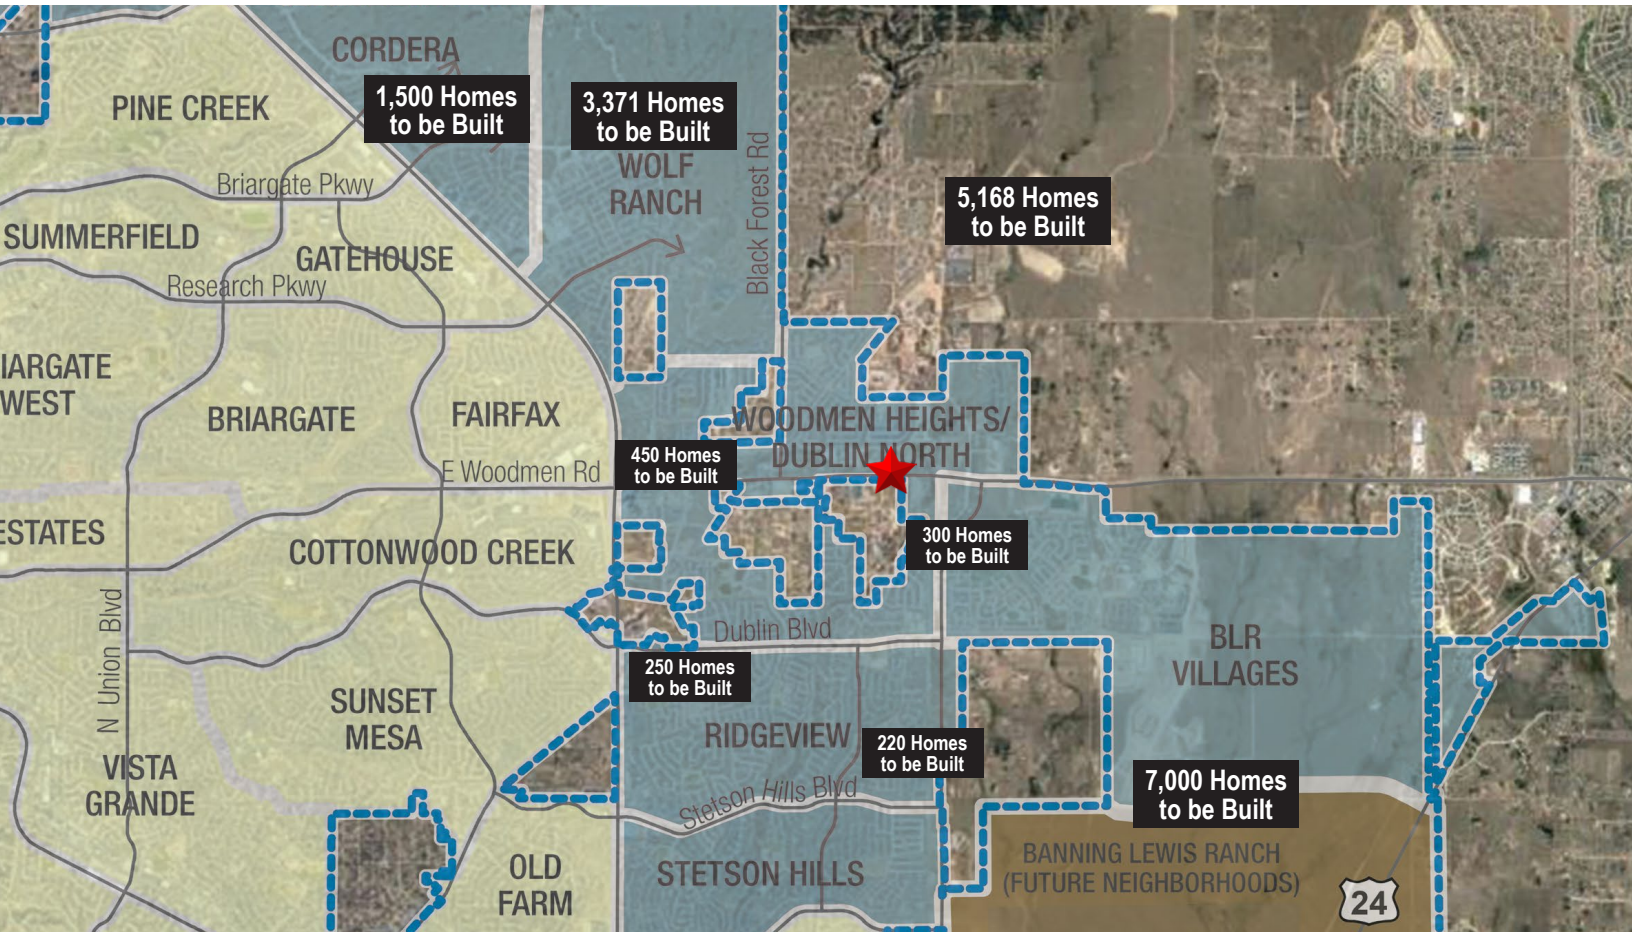 CORDERA
1,500 Homes
to be Built
3,371 Homes
to be Built
PINE CREEK
WOLF
RANCH
Black Forest Rd
Briargate Pkwy
5,168 Homes
to be Built
SUMMERFIELD
GATEHOUSE
Research Pkwy
IARGATE
WEST
BRIARGATE
FAIRFAX
WOODMEN HEIGHTS/
DUBLIN NORTH
450 Homes
to be Built
E Woodmen Rd
ESTATES
COTTONWOOD CREEK
300 Homes
to be Built
N Union Blvd
Dublin Blvd
BLR
VILLAGES
250 Homes
to be Built
SUNSET
MESA
RIDGEVIEW
220 Homes
to be Built
VISTA
GRANDE
Stetson Hills Blvd
7,000 Homes
to be Built
OLD
FARM
STETSON HILLS
BANNING LEWIS RANCH
(FUTURE NEIGHBORHOODS)
24